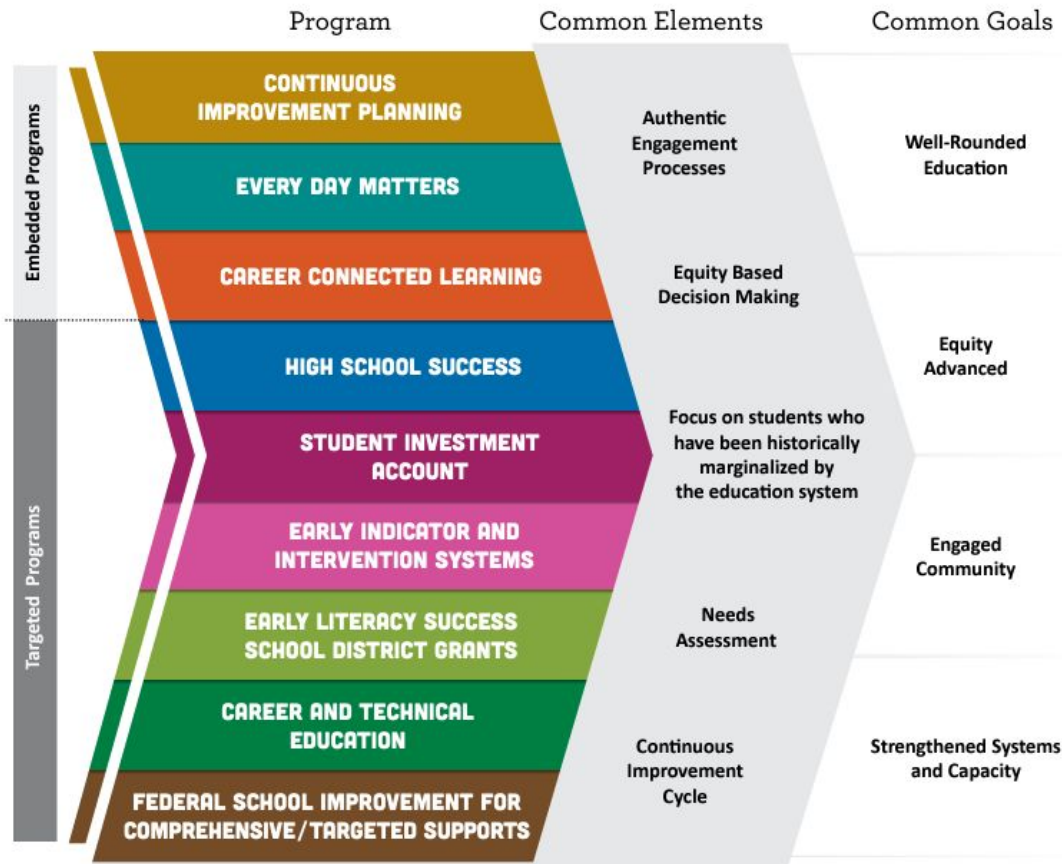 Program
Common Elements
Common Goals
Embedded Programs
Targeted Programs
CONTINUOUS
IMPROVEMENT PLANNING
EVERY DAY MATTERS
CAREER CONNECTED LEARNING
HIGH SCHOOL SUCCESS
STUDENT INVESTMENT
ACCOUNT
EARLY INDICATOR AND
INTERVENTION SYSTEMS
EARLY LITERACY SUCCESS
SCHOOL DISTRICT GRANTS
CAREER AND TECHNICAL
EDUCATION
FEDERAL SCHOOL IMPROVEMENT FOR
COMPREHENSIVE/TARGETED SUPPORTS
Authentic
Engagement
Processes
Equity Based
Decision Making
Focus on students who
have been historically
marginalized by
the education system
Needs
Assessment
Continuous
Improvement
Cycle
Well-Rounded
Education
Equity
Advanced
Engaged
Community
Strengthened Systems
and Capacity